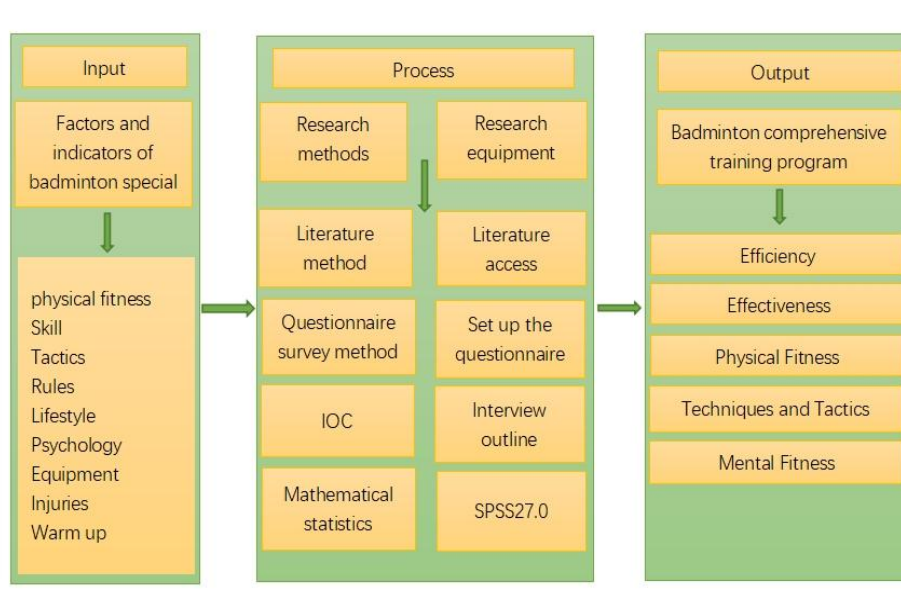 Input
Factors and
indicators of
badminton special
physical fitness
Skill
Tactics
Rules
Lifestyle
Psychology
Equipment
Injuries
Warm up
Process
Research
methods
Research
equipment
Literature
method
Literature
access
Questionnaire
survey method
Set up the
questionnaire
IOC
Interview
outline
Mathematical
statistics
SPSS27.0
Output
Badminton comprehensive
training program
Efficiency
Effectiveness
Physical Fitness
Techniques and Tactics
Mental Fitness